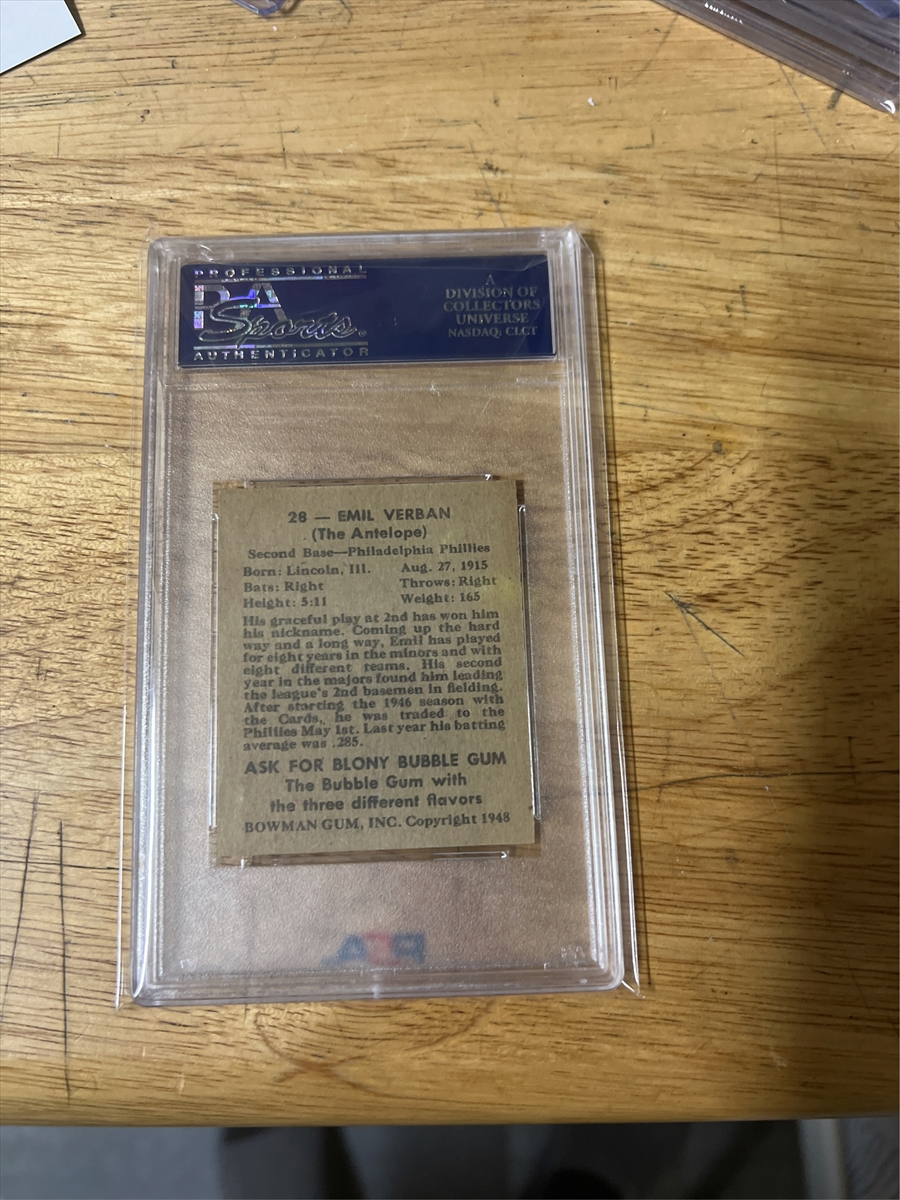 PROFESSIONAL
PSA
Sports®
AUTHENTICATOR
A
DIVISION OF
COLLECTORS
UNIVERSE
NASDAQ: CLCT
28 — EMIL VERBAN
(The Antelope)
Second Base—Philadelphia Phillies
Born: Lincoln, Ill. Aug. 27, 1915
Bats: Right Throws: Right
Height: 5:11 Weight: 165
His graceful play at 2nd has won him
his nickname. Coming up the hard
way and a long way, Emil has played
for eight years in the minors and with
eight different teams. His second
year in the majors found him leading
the league's 2nd basemen in fielding.
After starting the 1946 season with
the Cards, he was traded to the
Phillies May 1st. Last year his batting
average was .285.
ASK FOR BLONY BUBBLE GUM
The Bubble Gum with
the three different flavors
BOWMAN GUM, INC. Copyright 1948
PSA